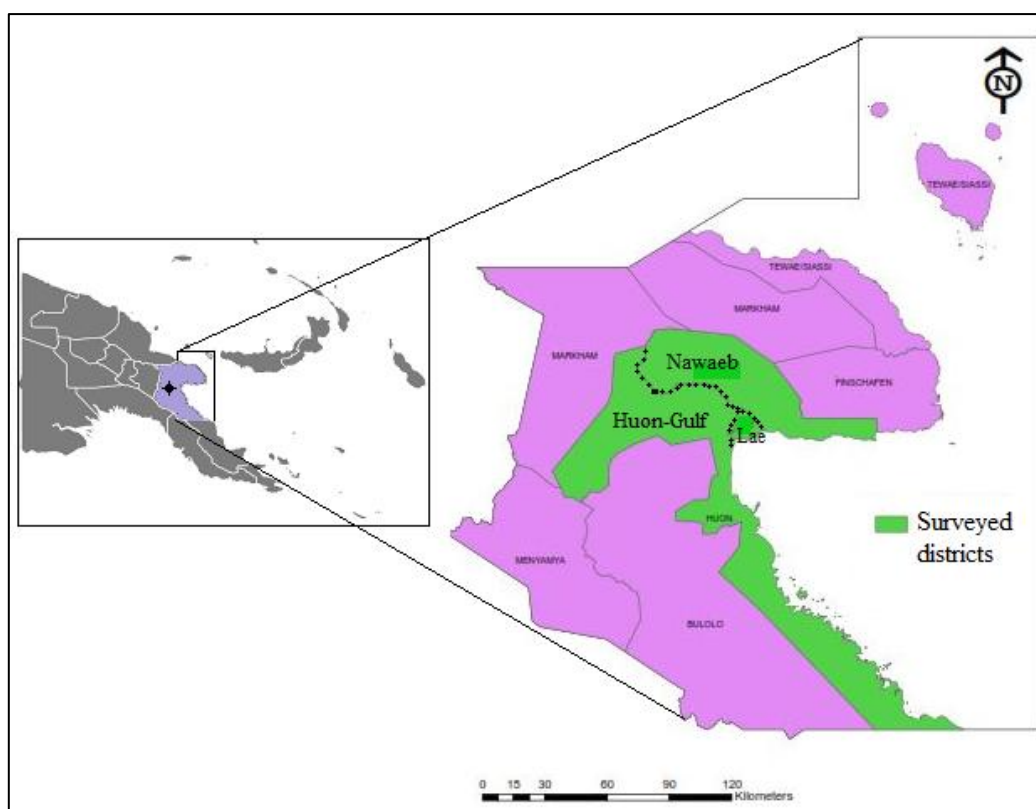 N
TEWAE/SIASSI
TEWAE/SIASSI
MARKHAM
MARKHAM
Nawaeb
FINSCHAFEN
Huon-Gulf
Lae
HUON
Surveyed
districts
MENYAMYA
BULOLO
0 15 30 60 90 120
Kilometers